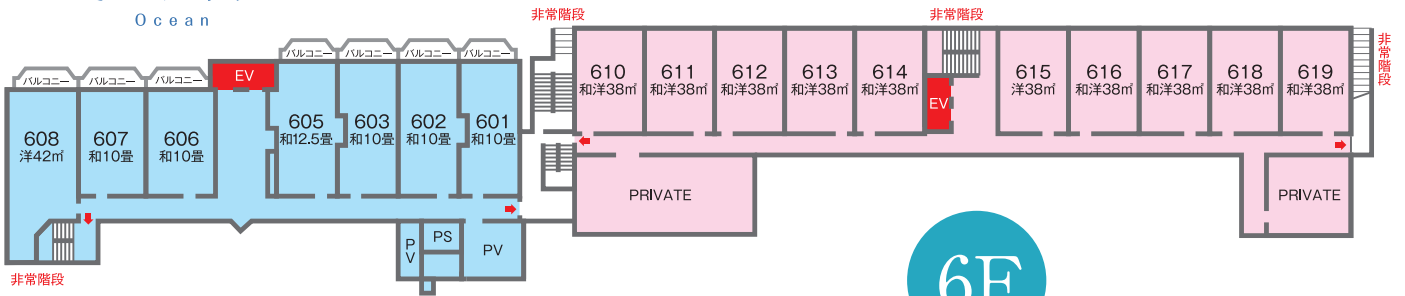 Ocean
非常階段
非常階段
非常階段
バルコニー
バルコニー
バルコニー
バルコニー
バルコニー
バルコニー
バルコニー
EV
608
洋42㎡
607
和10畳
606
和10畳
605
和12.5畳
603
和10畳
602
和10畳
601
和10畳
610
和洋38㎡
611
和洋38㎡
612
和洋38㎡
613
和洋38㎡
614
和洋38㎡
EV
615
洋38㎡
616
和洋38㎡
617
和洋38㎡
618
和洋38㎡
619
和洋38㎡
PRIVATE
PRIVATE
PV
PS
PV
非常階段
6F